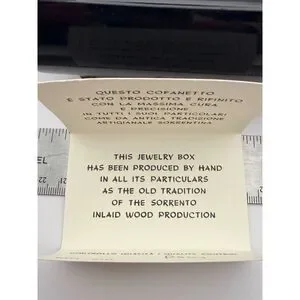 QUESTO COFANETTO
È STATO PRODOTTO E RIFINITO
CON LA MASSIMA CURA
E PRECISIONE
IN TUTTI I SUOI PARTICOLARI
COME DA ANTICA TRADIZIONE
ARTIGIANALE SORRENTINA
THIS JEWELRY BOX
HAS BEEN PRODUCED BY HAND
IN ALL ITS PARTICULARS
AS THE OLD TRADITION
OF THE SORRENTO
INLAID WOOD PRODUCTION